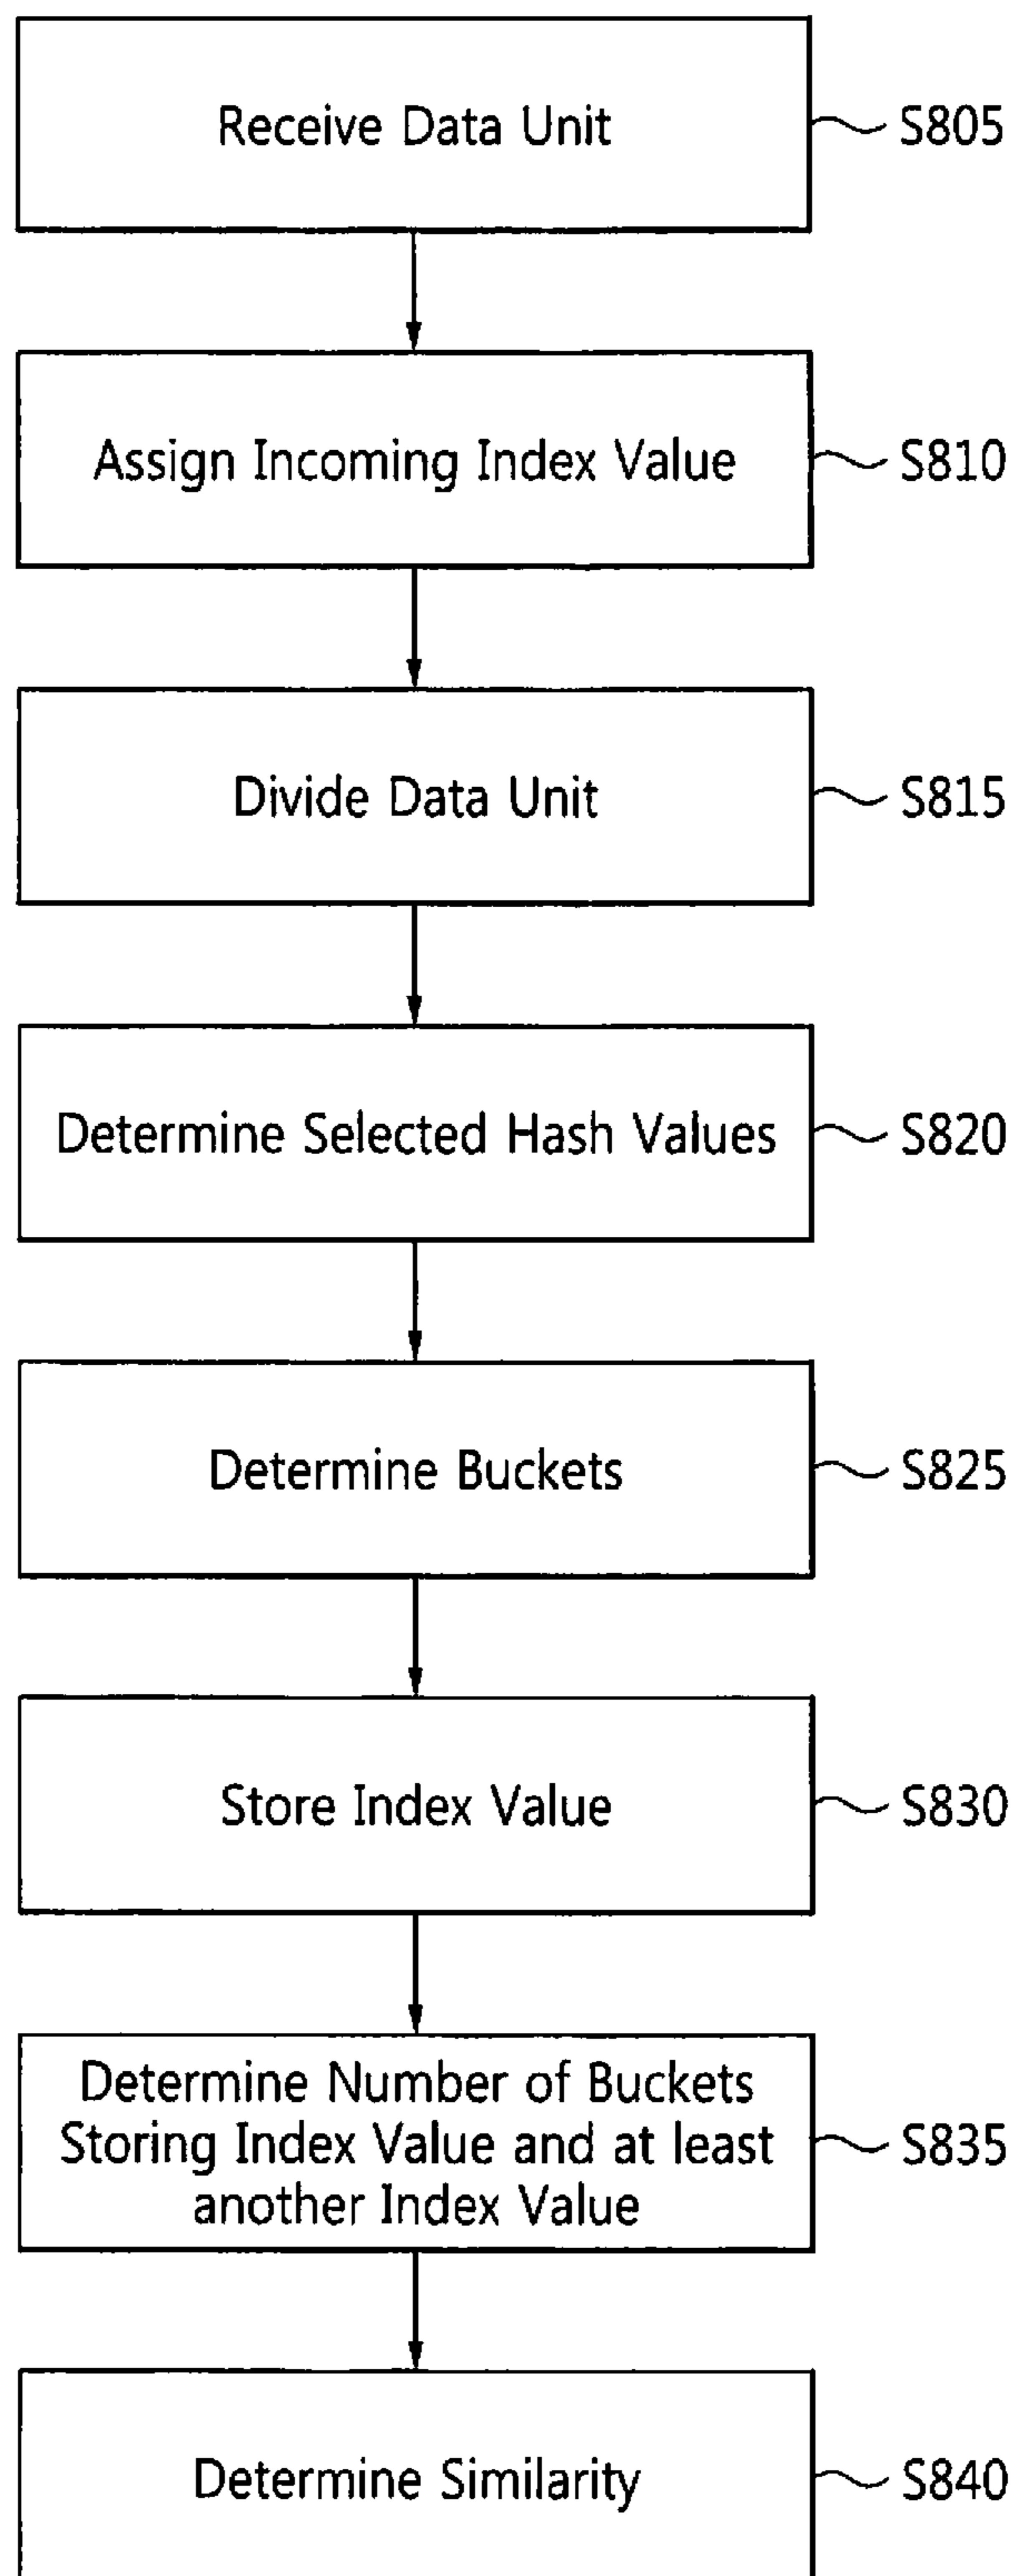 Receive Data Unit
S805
Assign Incoming Index Value
S810
Divide Data Unit
S815
Determine Selected Hash Values
S820
Determine Buckets
S825
Store Index Value
S830
Determine Number of Buckets
Storing Index Value and at least
another Index Value
S835
Determine Similarity
S840